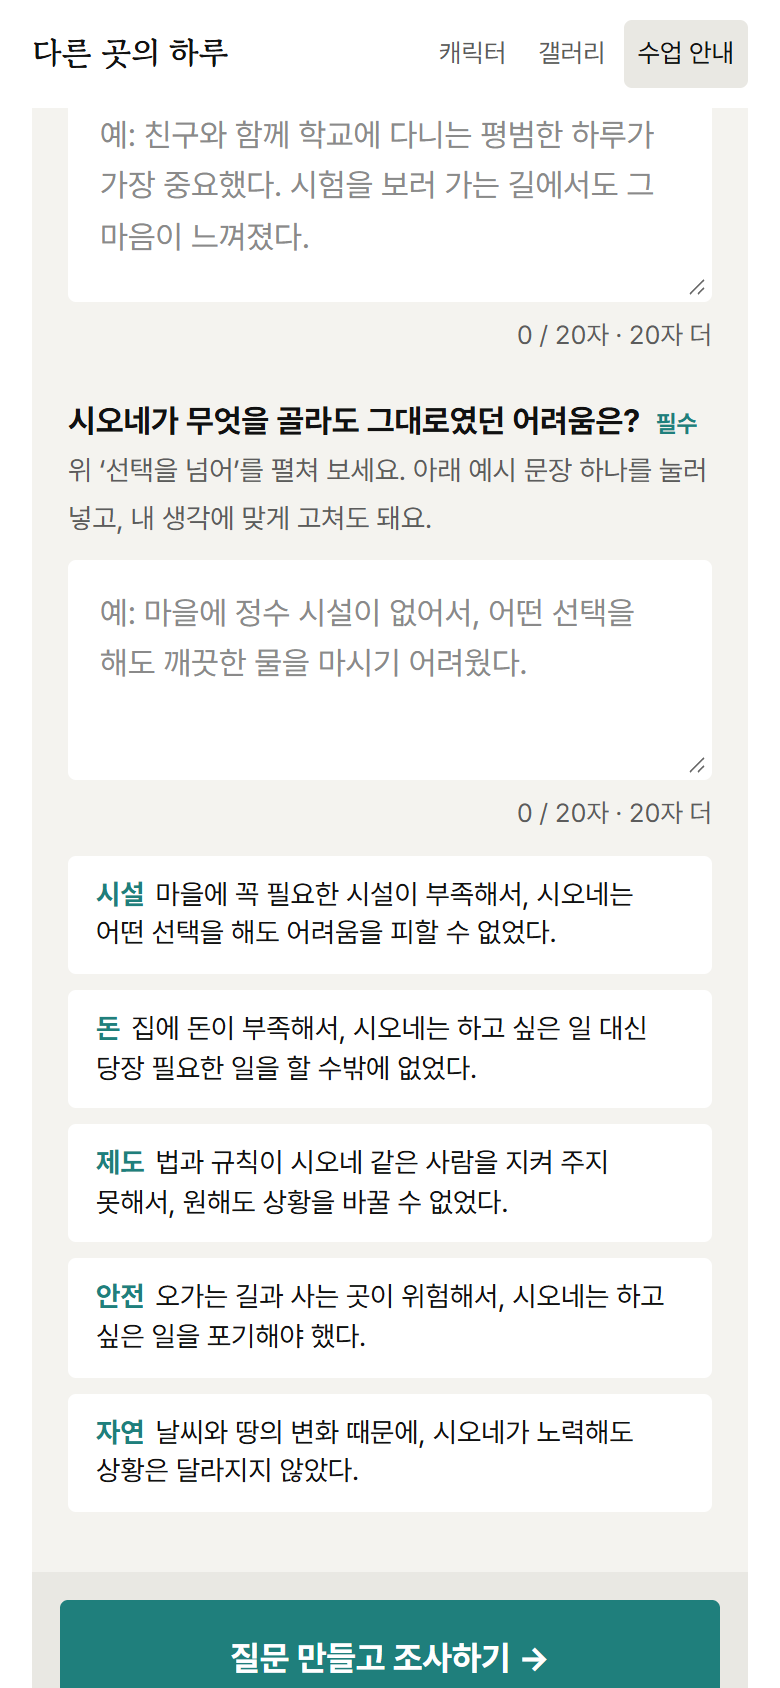 다른 곳의 하루
캐릭터 갤러리 수업 안내
예: 친구와 함께 학교에 다니는 평범한 하루가
가장 중요했다. 시험을 보러 가는 길에서도 그
마음이 느껴졌다.
0 / 20자 · 20자 더
시오네가 무엇을 골라도 그대로였던 어려움은? 필수
위 ‘선택을 넘어’를 펼쳐 보세요. 아래 예시 문장 하나를 눌러
넣고, 내 생각에 맞게 고쳐도 돼요.
예: 마을에 정수 시설이 없어서, 어떤 선택을
해도 깨끗한 물을 마시기 어려웠다.
0 / 20자 · 20자 더
시설 마을에 꼭 필요한 시설이 부족해서, 시오네는
어떤 선택을 해도 어려움을 피할 수 없었다.
돈 집에 돈이 부족해서, 시오네는 하고 싶은 일 대신
당장 필요한 일을 할 수밖에 없었다.
제도 법과 규칙이 시오네 같은 사람을 지켜 주지
못해서, 원해도 상황을 바꿀 수 없었다.
안전 오가는 길과 사는 곳이 위험해서, 시오네는 하고
싶은 일을 포기해야 했다.
자연 날씨와 땅의 변화 때문에, 시오네가 노력해도
상황은 달라지지 않았다.
질문 만들고 조사하기 →